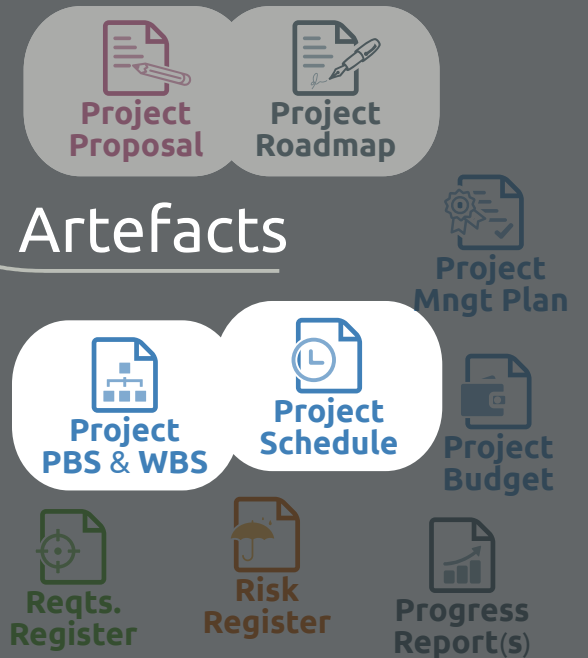 Project
Proposal
Project
Roadmap
Artefacts
Project
Mngt Plan
Project
PBS & WBS
Project
Schedule
Project
Budget
Reqts.
Register
Risk
Register
Progress
Report(s)